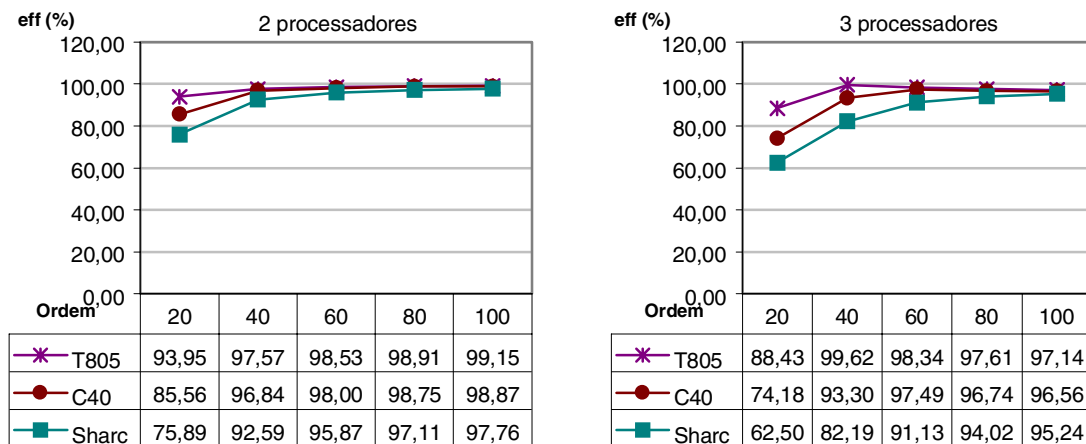 eff (%)
2 processadores
120,00
100,00
80,00
60,00
40,00
20,00
0,00
Ordem 20 40 60 80 100
T805 93,95 97,57 98,53 98,91 99,15
C40 85,56 96,84 98,00 98,75 98,87
Sharc 75,89 92,59 95,87 97,11 97,76
eff (%)
3 processadores
120,00
100,00
80,00
60,00
40,00
20,00
0,00
Ordem 20 40 60 80 100
T805 88,43 99,62 98,34 97,61 97,14
C40 74,18 93,30 97,49 96,74 96,56
Sharc 62,50 82,19 91,13 94,02 95,24